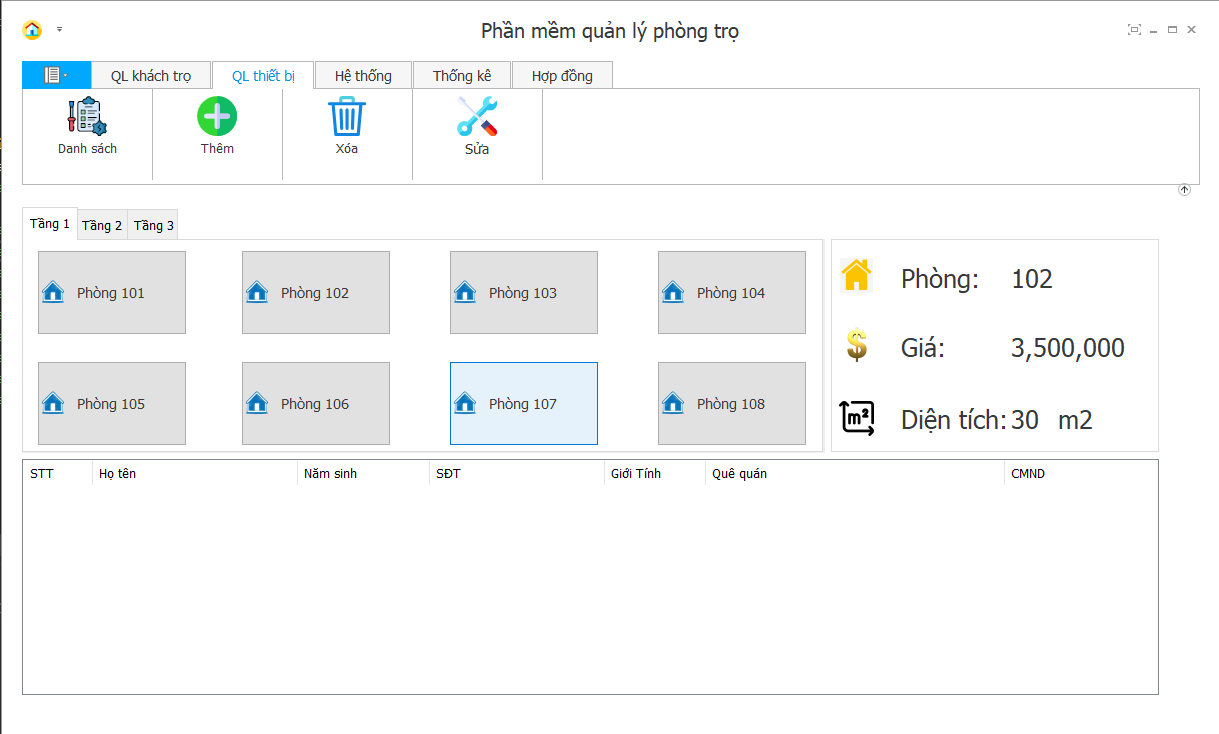 Phần mềm quản lý phòng trọ
QL khách trọ QL thiết bị Hệ thống Thống kê Hợp đồng
Danh sách Thêm Xóa Sửa
Tầng 1 Tầng 2 Tầng 3
Phòng 101 Phòng 102 Phòng 103 Phòng 104
Phòng 105 Phòng 106 Phòng 107 Phòng 108
Phòng: 102
$ Giá: 3,500,000
m² Diện tích: 30 m2
STT Họ tên Năm sinh SĐT Giới Tính Quê quán CMND